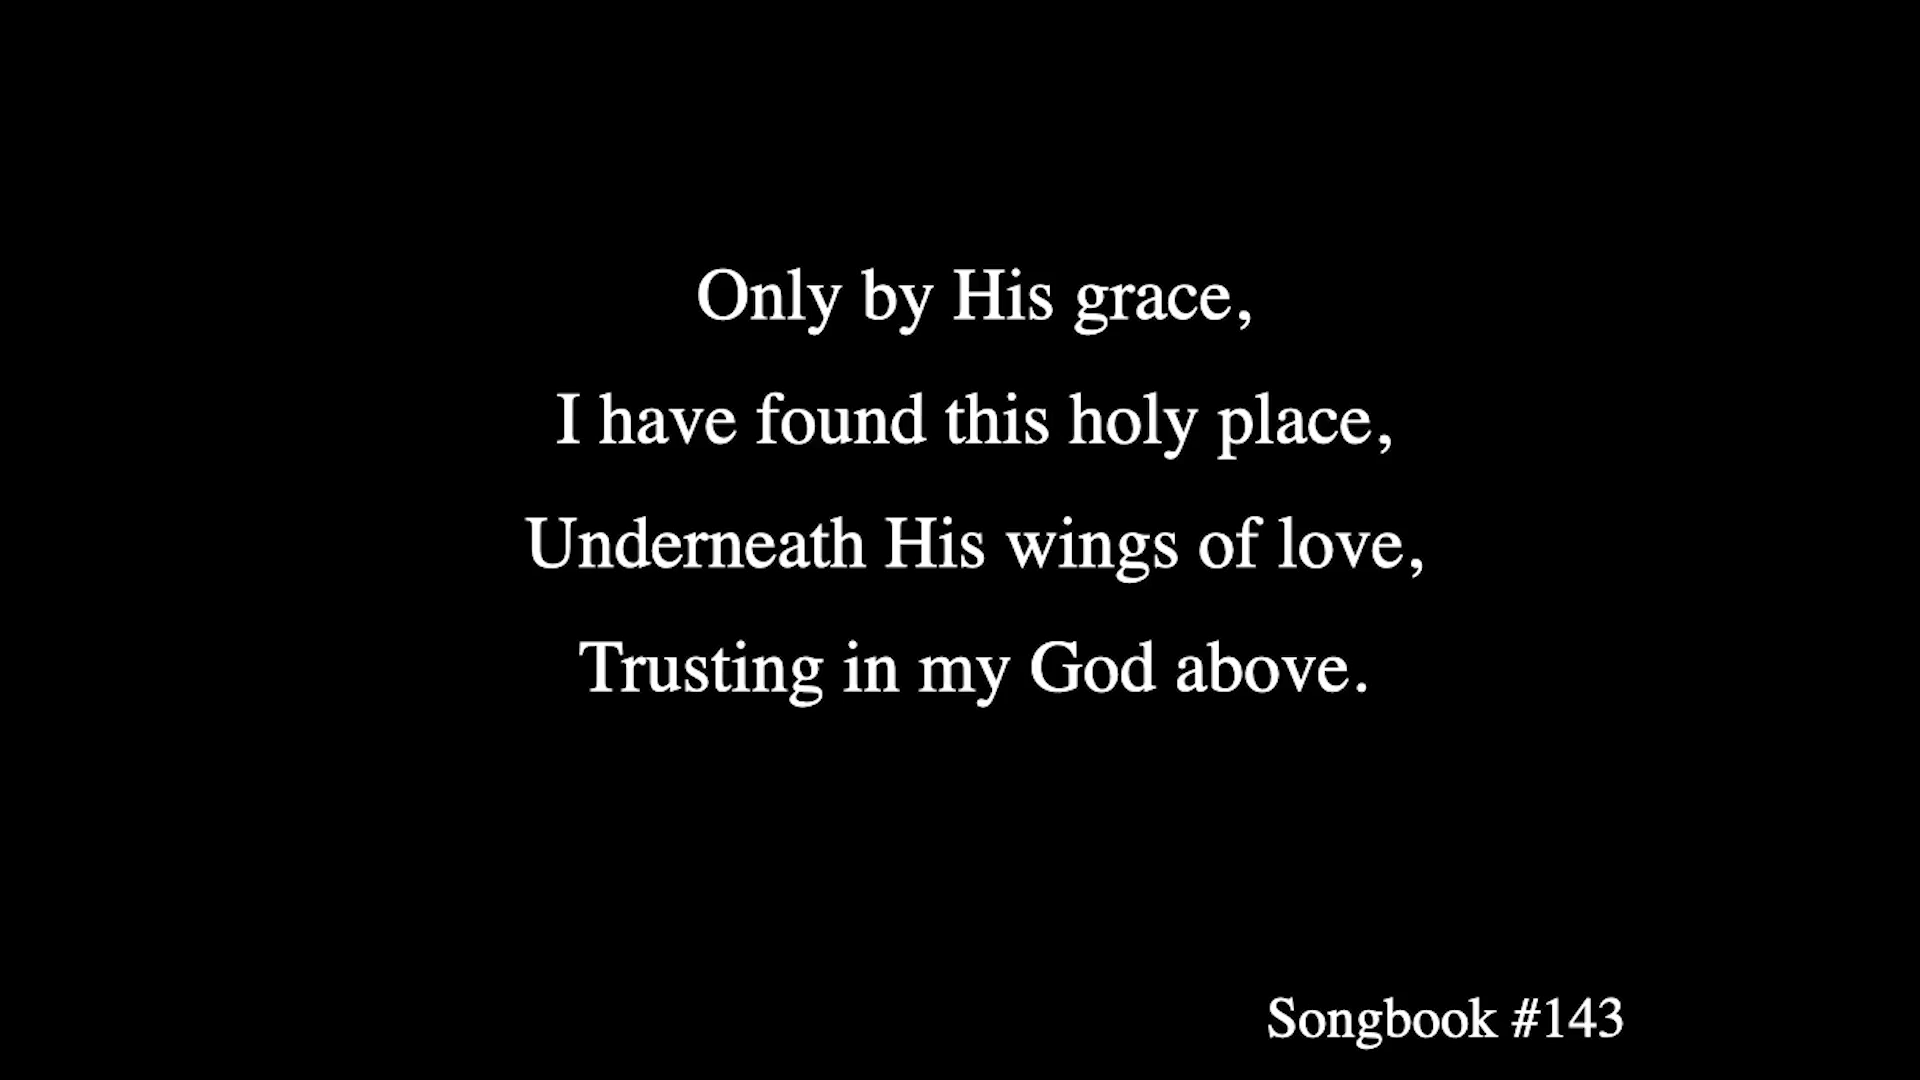 Only by His grace,
I have found this holy place,
Underneath His wings of love,
Trusting in my God above.
Songbook #143